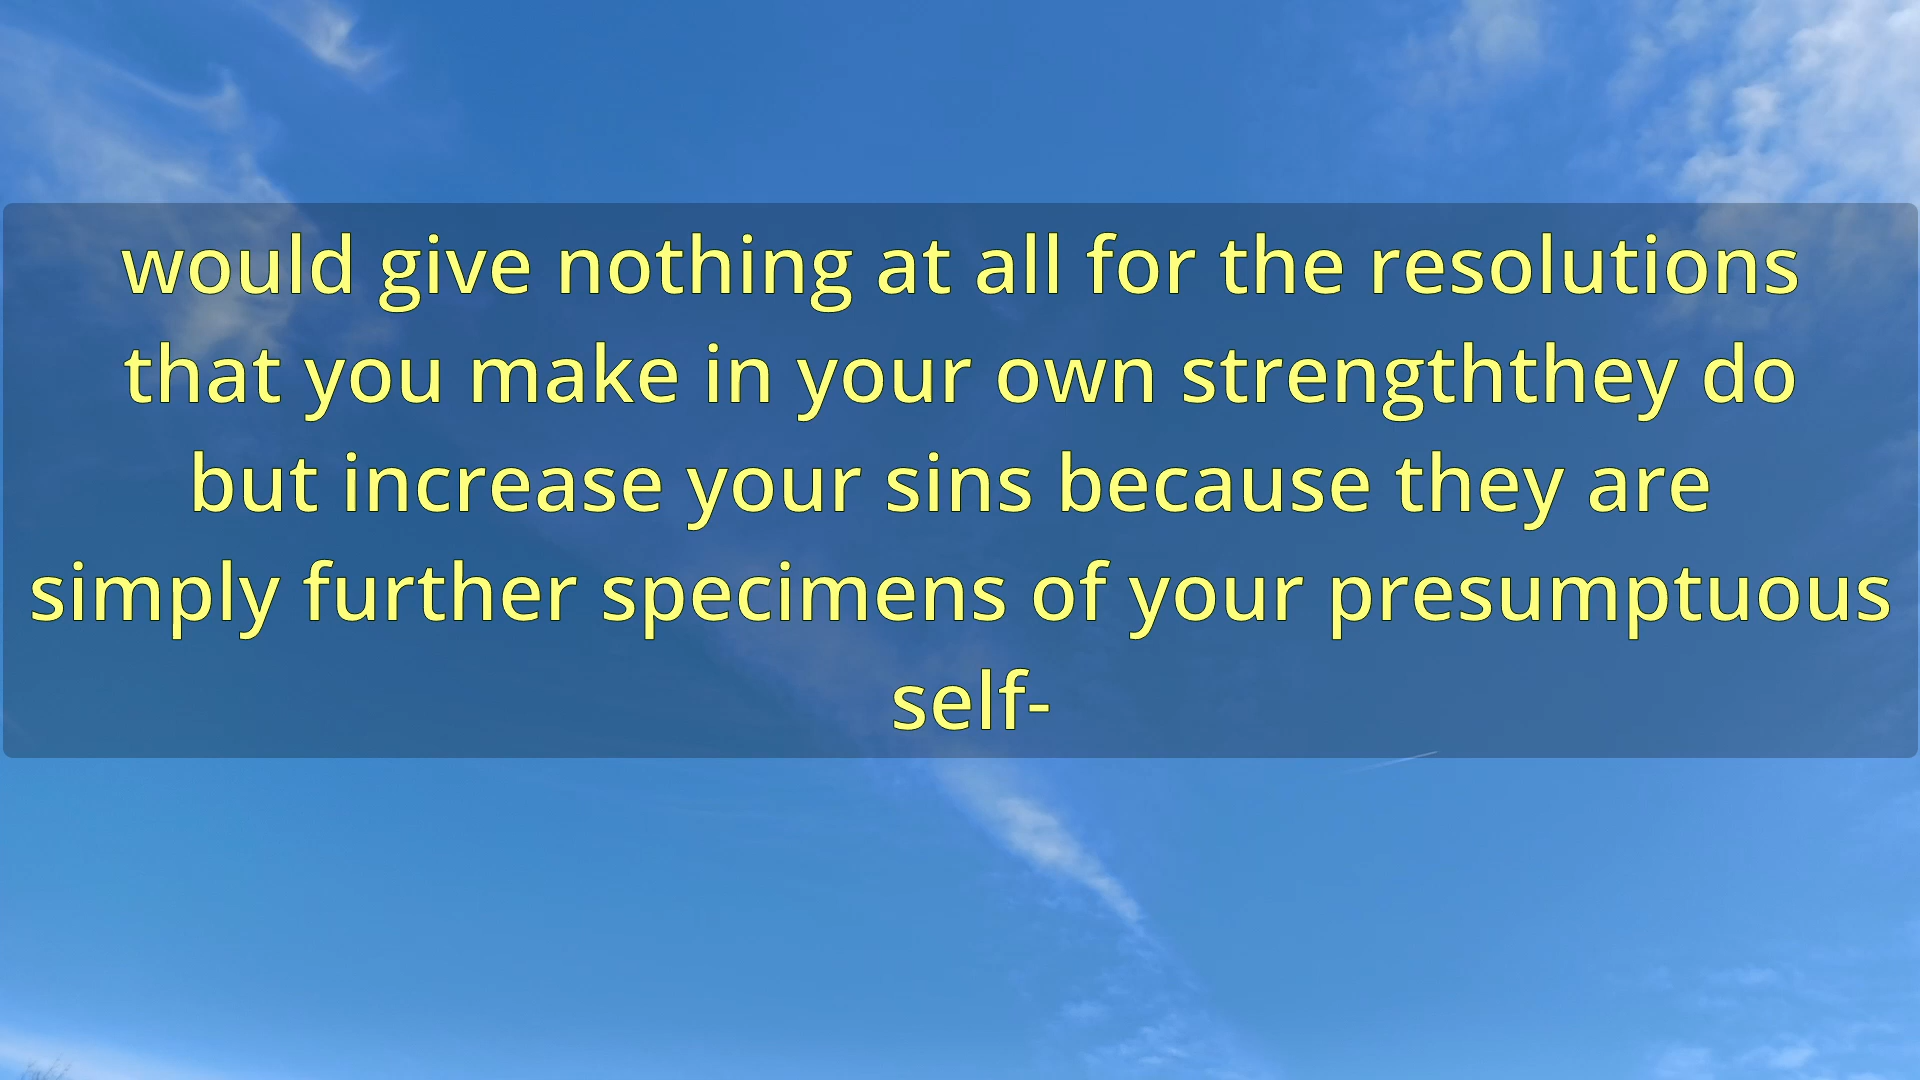 would give nothing at all for the resolutions
that you make in your own strengththey do
but increase your sins because they are
simply further specimens of your presumptuous
self-